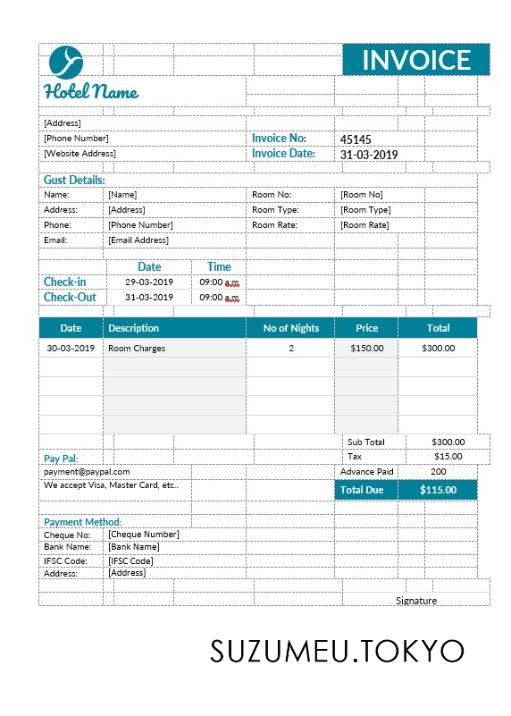 INVOICE
Hotel Name
[Address]
[Phone Number] Invoice No: 45145
[Website Address] Invoice Date: 31-03-2019
Gust Details:
Name: [Name] Room No: [Room No]
Address: [Address] Room Type: [Room Type]
Phone: [Phone Number] Room Rate: [Room Rate]
Email: [Email Address]
Date Time
Check-in 29-03-2019 09:00 a.m
Check-Out 31-03-2019 09:00 a.m
Date Description No of Nights Price Total
30-03-2019 Room Charges 2 $150.00 $300.00
Sub Total $300.00
Pay Pal: Tax $15.00
payment@paypal.com Advance Paid 200
We accept Visa, Master Card, etc.. Total Due $115.00
Payment Method:
Cheque No: [Cheque Number]
Bank Name: [Bank Name]
IFSC Code: [IFSC Code]
Address: [Address]
Signature
SUZUMEU.TOKYO